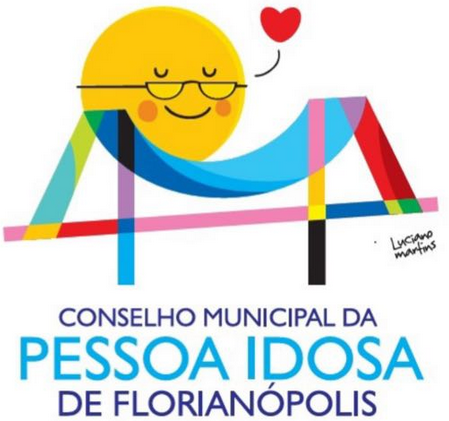 Luciano
martins
CONSELHO MUNICIPAL DA
PESSOA IDOSA
DE FLORIANÓPOLIS